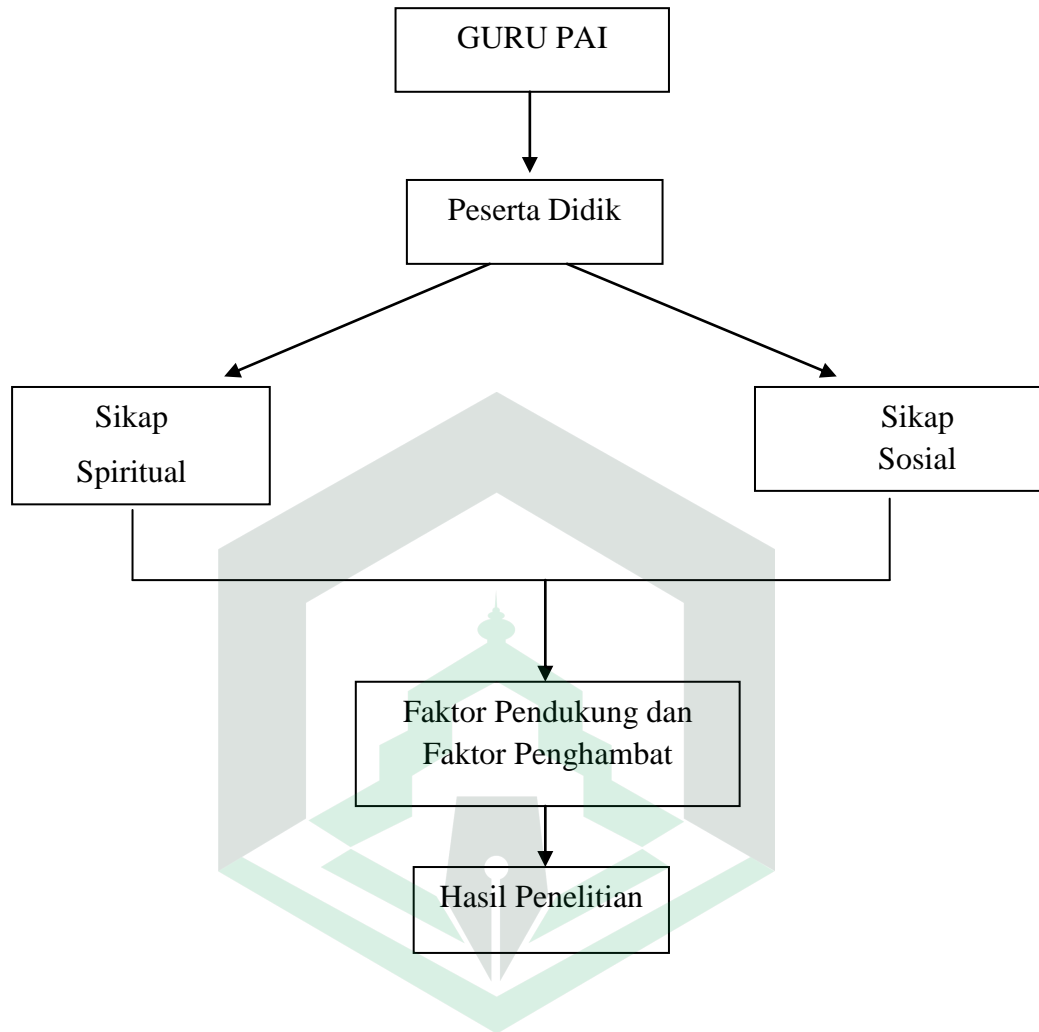 GURU PAI
Peserta Didik
Sikap
Spiritual
Sikap
Sosial
Faktor Pendukung dan
Faktor Penghambat
Hasil Penelitian